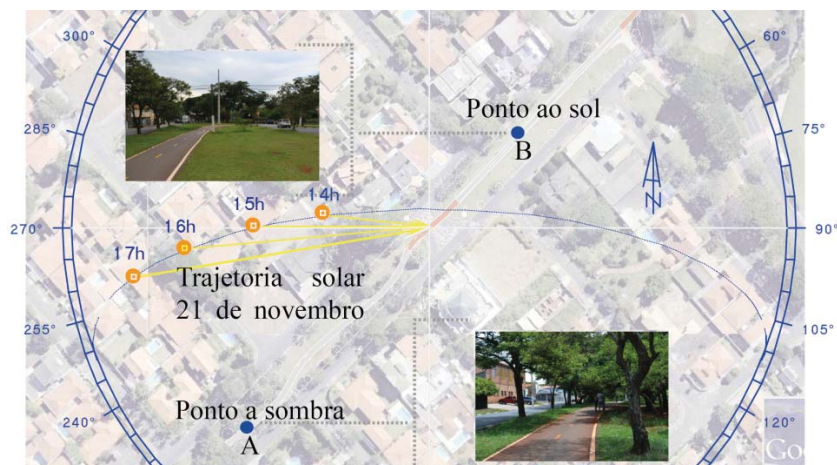 300°
60°
Ponto ao sol
B
285°
75°
N
14h
15h
16h
17h
270°
90°
Trajetoria solar
21 de novembro
255°
105°
Ponto a sombra
A
240°
120°
Goo